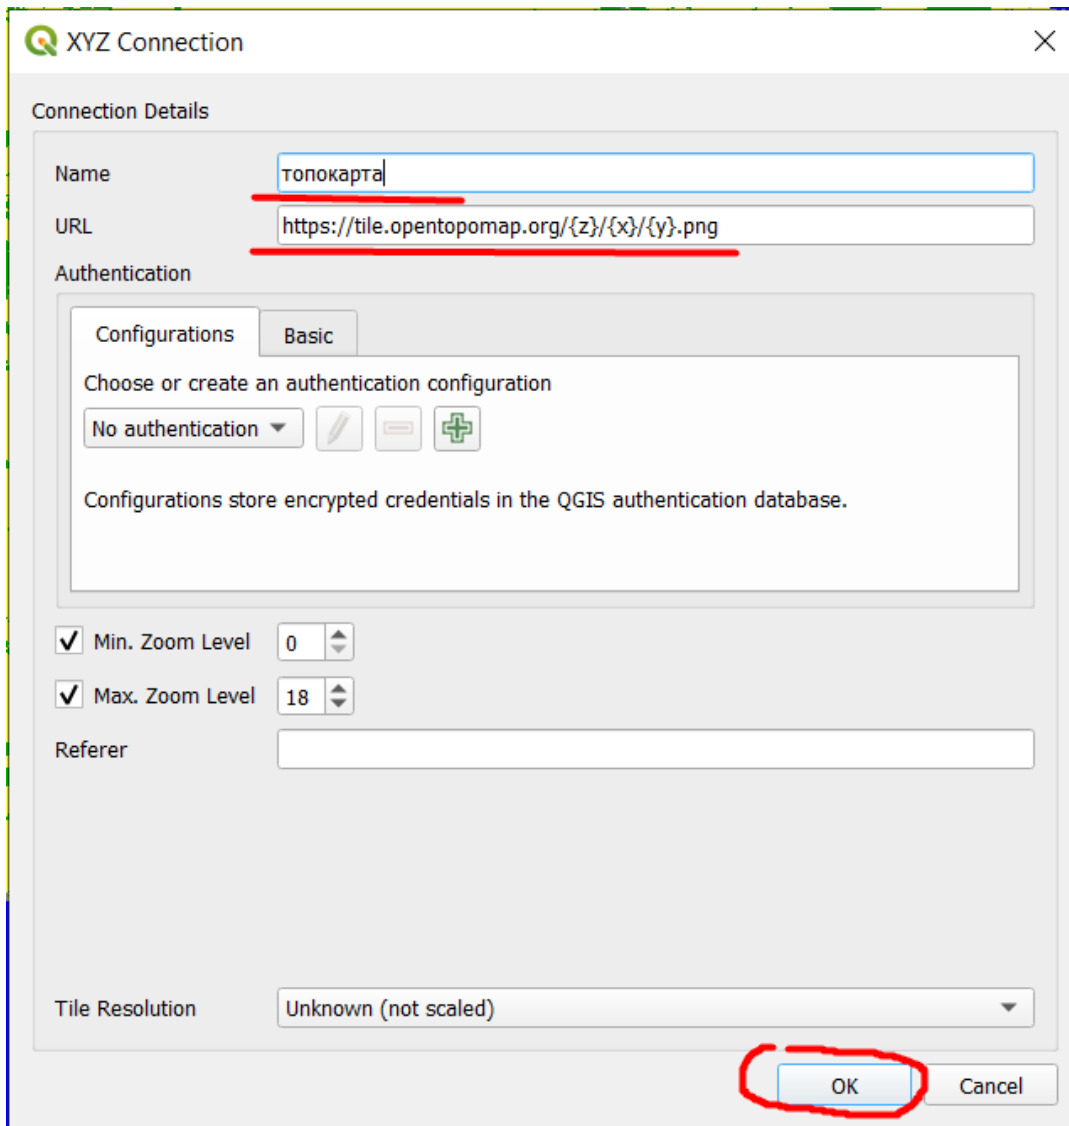 XYZ Connection
Connection Details
Name топокарта
URL https://tile.opentopomap.org/{z}/{x}/{y}.png
Authentication
Configurations Basic
Choose or create an authentication configuration
No authentication
Configurations store encrypted credentials in the QGIS authentication database.
Min. Zoom Level 0
Max. Zoom Level 18
Referer
Tile Resolution Unknown (not scaled)
OK Cancel